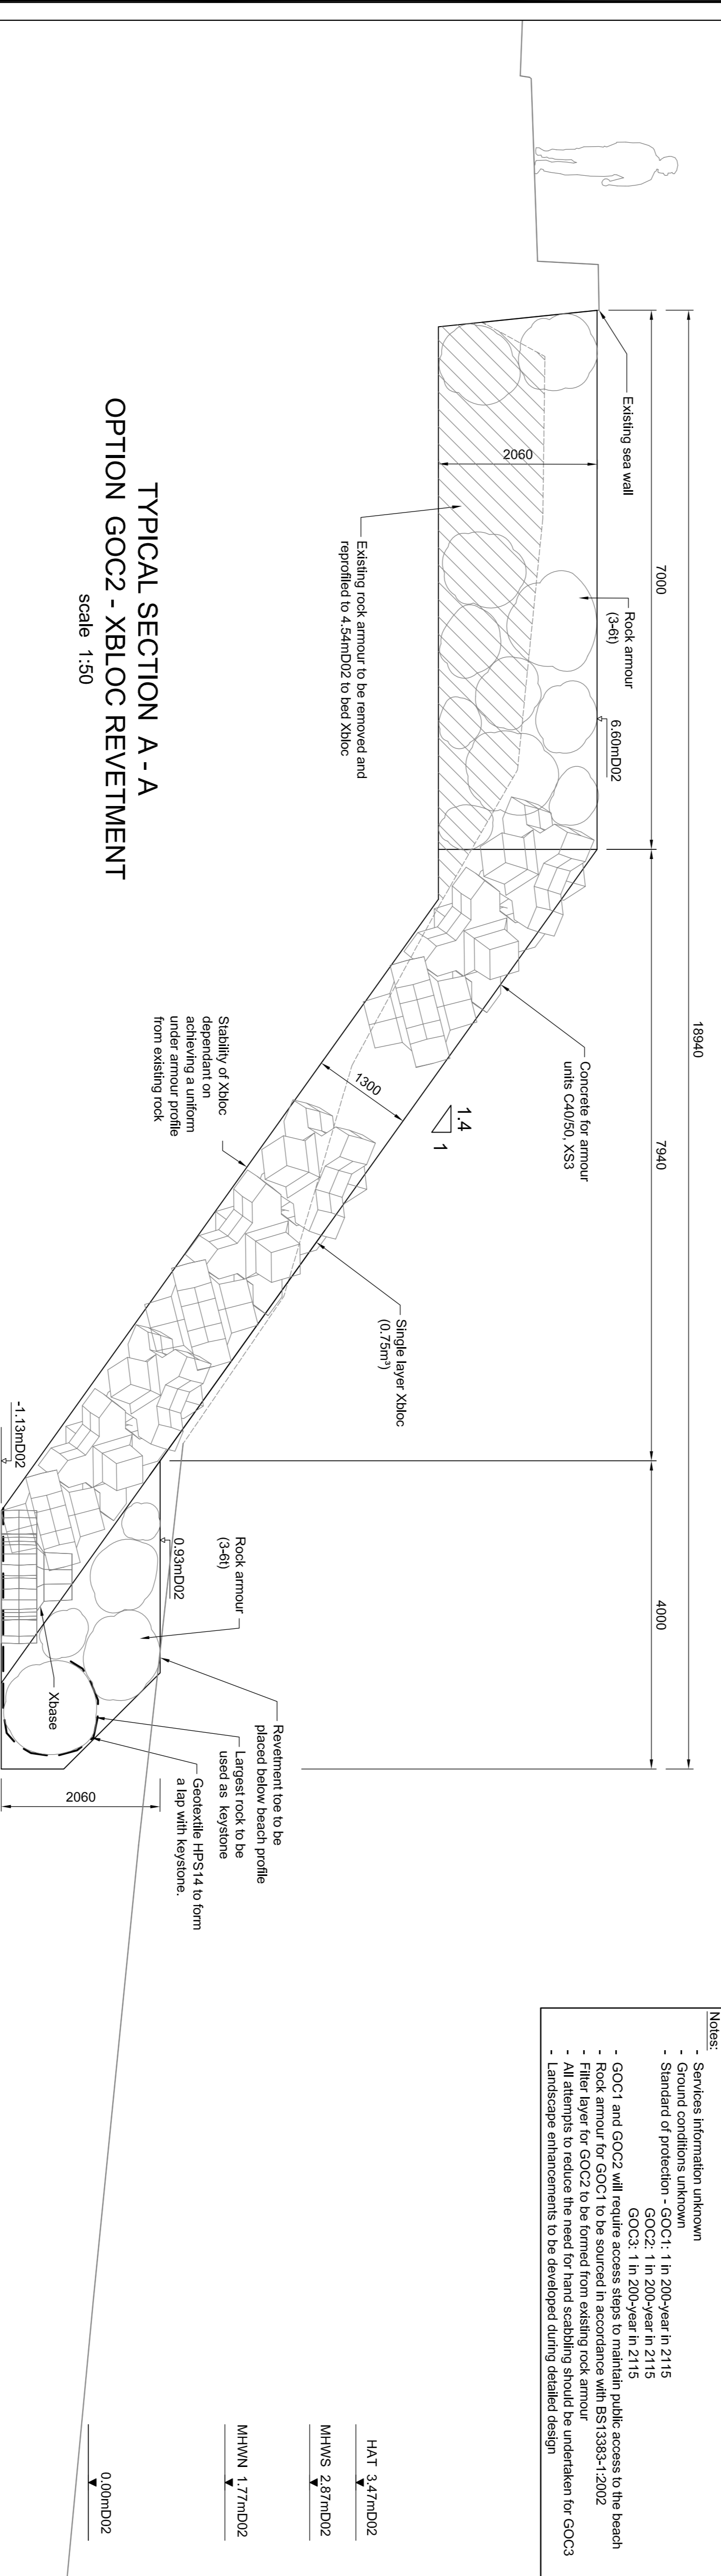 Notes:
- Services information unknown
- Ground conditions unknown
- Standard of protection - GOC1: 1 in 200-year in 2115
GOC2: 1 in 200-year in 2115
GOC3: 1 in 200-year in 2115
- GOC1 and GOC2 will require access steps to maintain public access to the beach
- Rock armour for GOC1 to be sourced in accordance with BS13383-1:2002
- Filter layer for GOC2 to be formed from existing rock armour
- All attempts to reduce the need for hand scabbling should be undertaken for GOC3
- Landscape enhancements to be developed during detailed design
18940
7000
7940
4000
Existing sea wall
Rock armour
(3-6t)
6.60mD02
2060
Existing rock armour to be removed and
reprofiled to 4.54mD02 to bed Xbloc
Concrete for armour
units C40/50, XS3
1.4
1
1300
Single layer Xbloc
(0.75m³)
Stability of Xbloc
dependant on
achieving a uniform
under armour profile
from existing rock
Rock armour
(3-6t)
0.93mD02
-1.13mD02
Xbase
Revetment toe to be
placed below beach profile
Largest rock to be
used as keystone
Geotextile HPS14 to form
a lap with keystone.
2060
HAT 3.47mD02
MHWS 2.87mD02
MHWN 1.77mD02
0.00mD02
TYPICAL SECTION A - A
OPTION GOC2 - XBLOC REVETMENT
scale 1:50